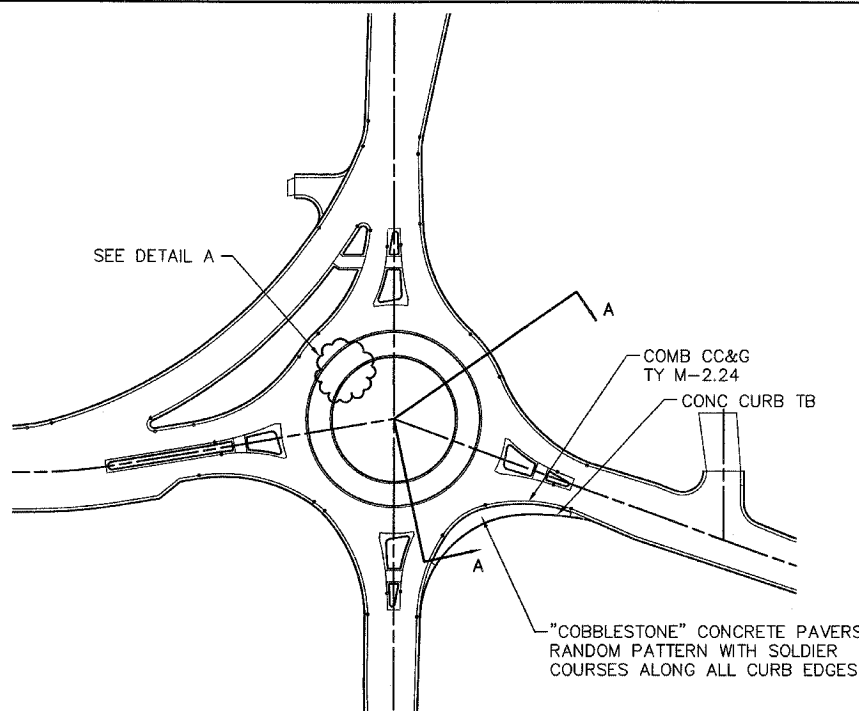 SEE DETAIL A
A
COMB CC&G
TY M-2.24
CONC CURB TB
A
"COBBLESTONE" CONCRETE PAVERS
RANDOM PATTERN WITH SOLDIER
COURSES ALONG ALL CURB EDGES